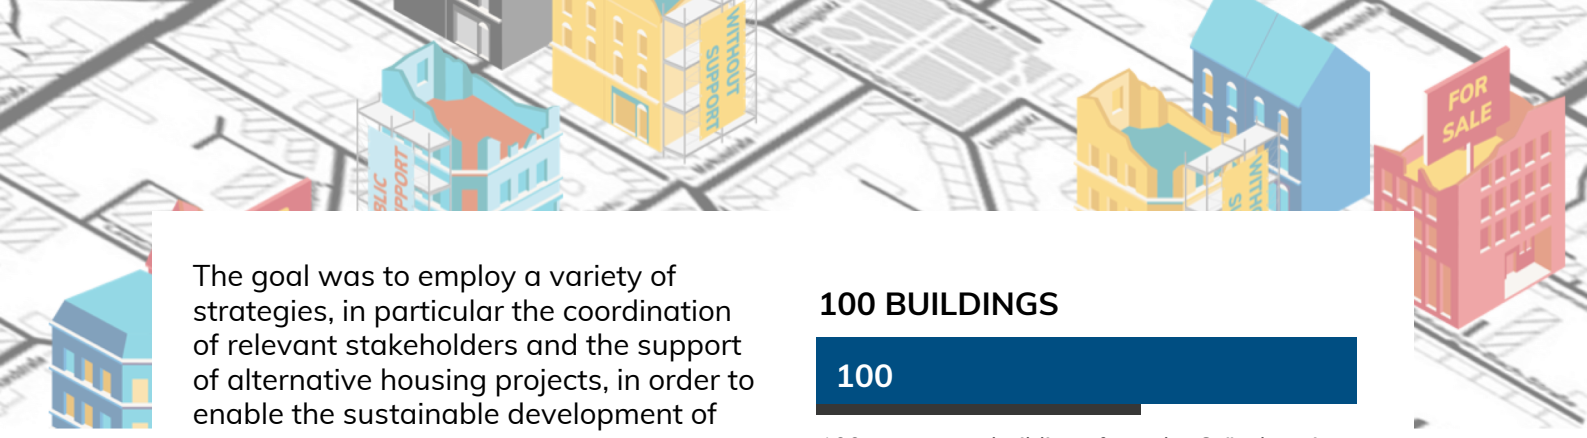 WITHOUT
SUPPORT
FOR
SALE
The goal was to employ a variety of
strategies, in particular the coordination
of relevant stakeholders and the support
of alternative housing projects, in order to
enable the sustainable development of
100 BUILDINGS
100